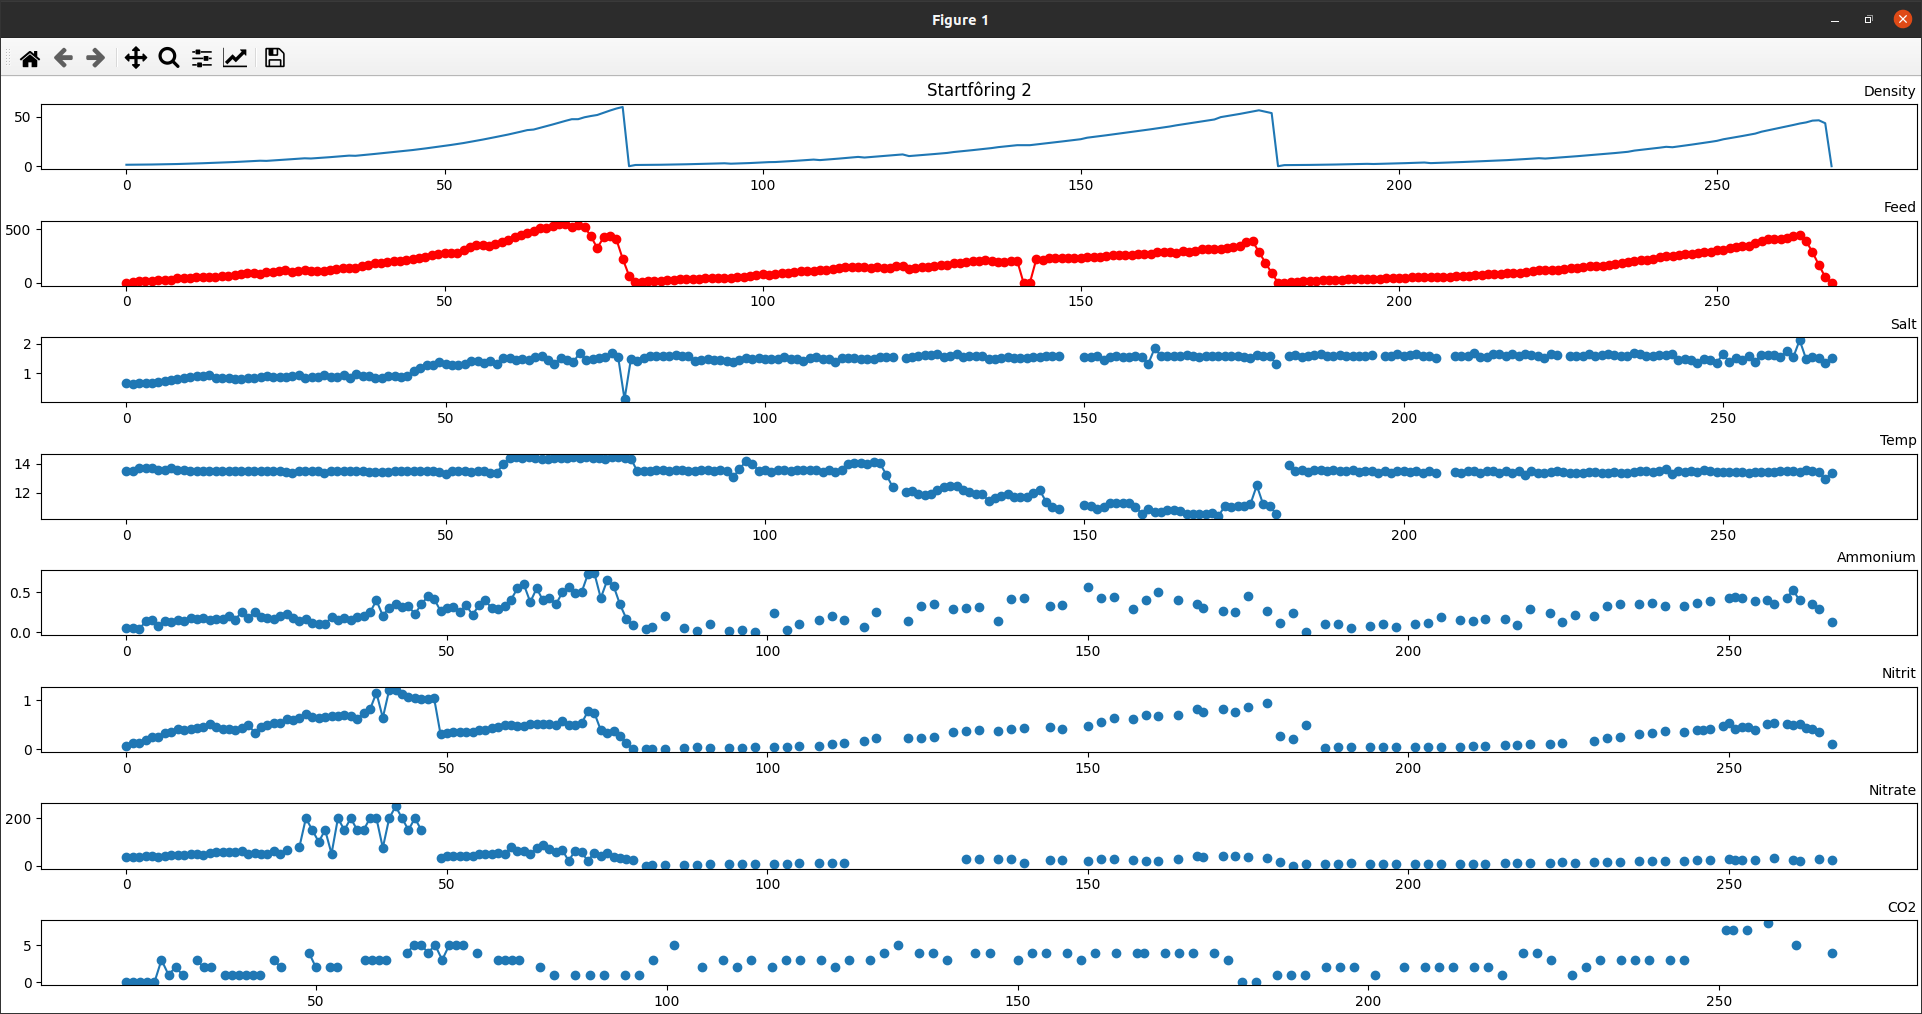 Figure 1
Startfôring 2
Density
50
0
0 50 100 150 200 250
Feed
500
0
0 50 100 150 200 250
Salt
2
1
0 50 100 150 200 250
Temp
14
12
0 50 100 150 200 250
Ammonium
0.5
0.0
0 50 100 150 200 250
Nitrit
1
0
0 50 100 150 200 250
Nitrate
200
0
0 50 100 150 200 250
CO2
5
0
50 100 150 200 250